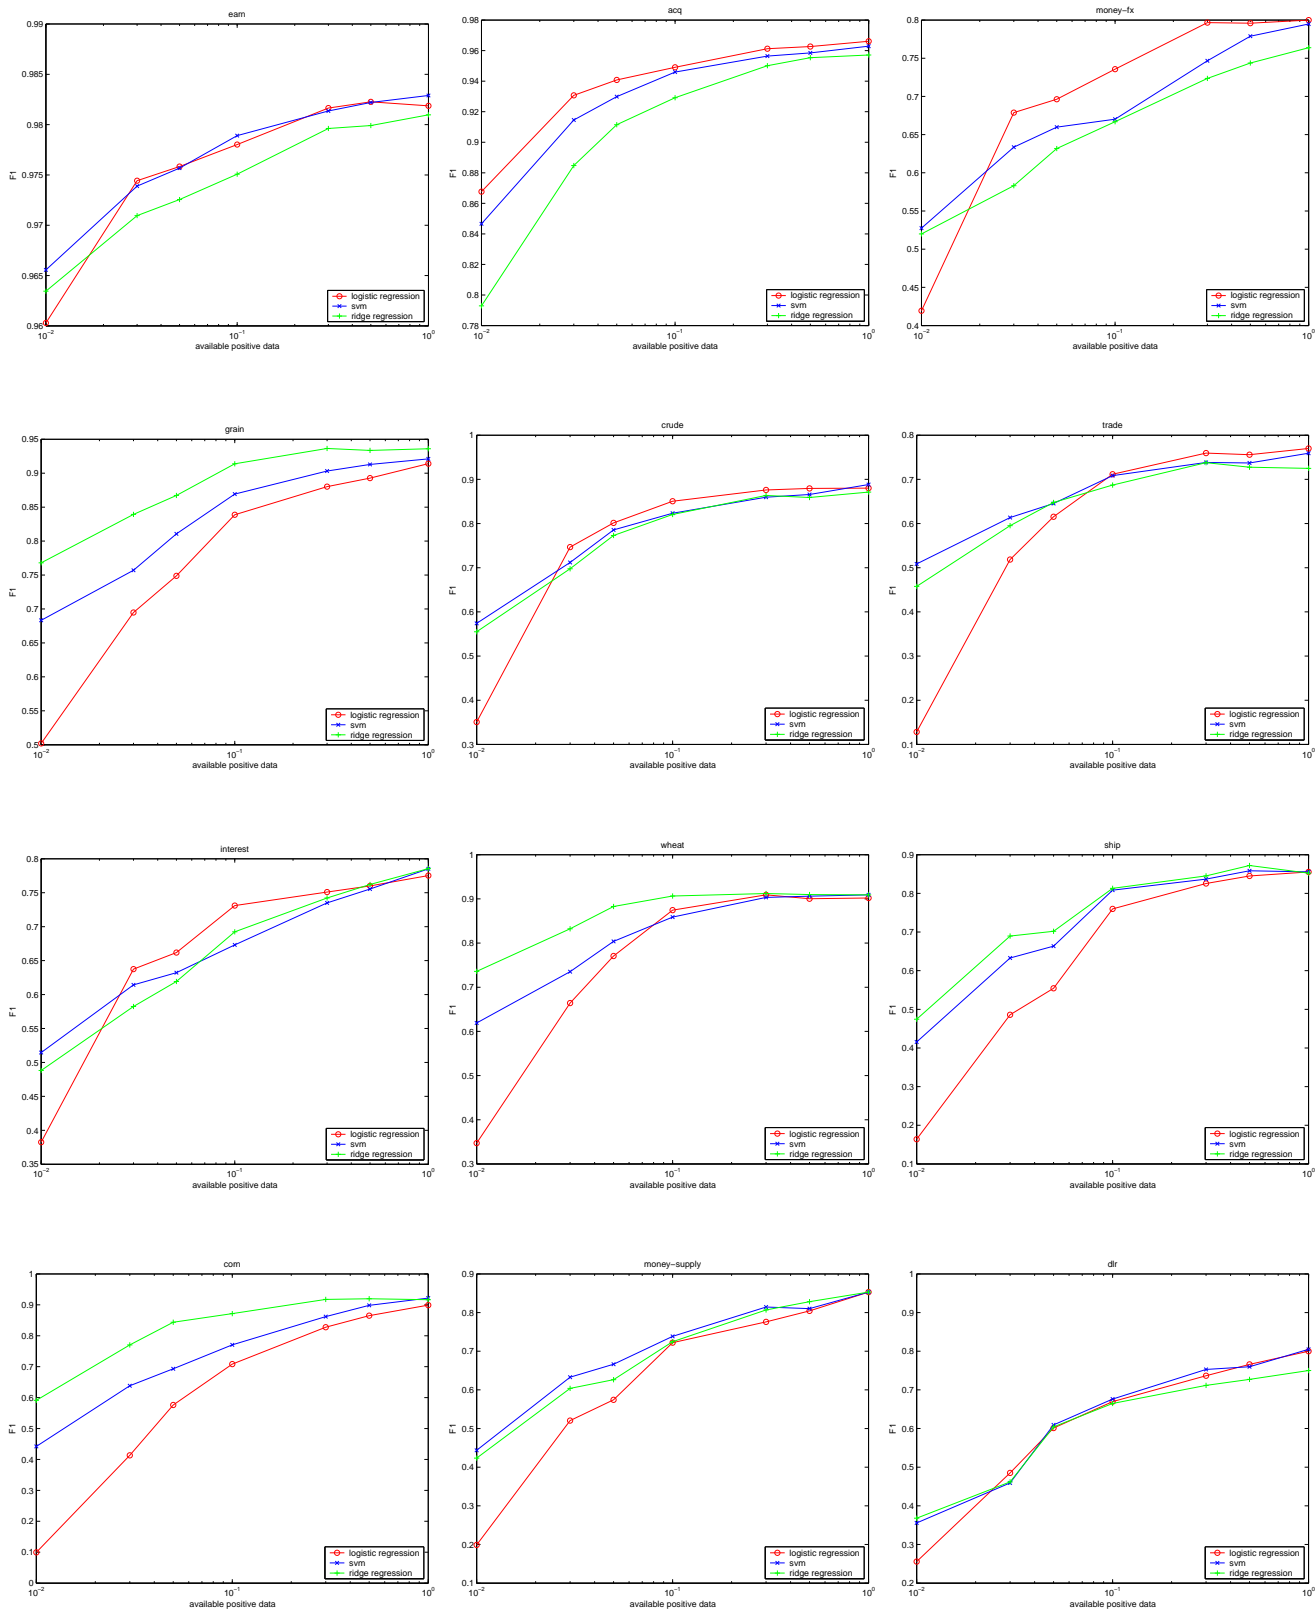 earn
0.99
0.985
0.98
0.975
0.97
0.965
0.96
F1
logistic regression
svm
ridge regression
10⁻² 10⁻¹ 10⁰
available positive data
acq
0.98
0.96
0.94
0.92
0.9
0.88
0.86
0.84
0.82
0.8
0.78
F1
logistic regression
svm
ridge regression
10⁻² 10⁻¹ 10⁰
available positive data
money−fx
0.8
0.75
0.7
0.65
0.6
0.55
0.5
0.45
0.4
F1
logistic regression
svm
ridge regression
10⁻² 10⁻¹ 10⁰
available positive data
grain
0.95
0.9
0.85
0.8
0.75
0.7
0.65
0.6
0.55
0.5
F1
logistic regression
svm
ridge regression
10⁻² 10⁻¹ 10⁰
available positive data
crude
1
0.9
0.8
0.7
0.6
0.5
0.4
0.3
F1
logistic regression
svm
ridge regression
10⁻² 10⁻¹ 10⁰
available positive data
trade
0.8
0.7
0.6
0.5
0.4
0.3
0.2
0.1
F1
logistic regression
svm
ridge regression
10⁻² 10⁻¹ 10⁰
available positive data
interest
0.8
0.75
0.7
0.65
0.6
0.55
0.5
0.45
0.4
0.35
F1
logistic regression
svm
ridge regression
10⁻² 10⁻¹ 10⁰
available positive data
wheat
1
0.9
0.8
0.7
0.6
0.5
0.4
0.3
F1
logistic regression
svm
ridge regression
10⁻² 10⁻¹ 10⁰
available positive data
ship
0.9
0.8
0.7
0.6
0.5
0.4
0.3
0.2
0.1
F1
logistic regression
svm
ridge regression
10⁻² 10⁻¹ 10⁰
available positive data
corn
1
0.9
0.8
0.7
0.6
0.5
0.4
0.3
0.2
0.1
0
F1
logistic regression
svm
ridge regression
10⁻² 10⁻¹ 10⁰
available positive data
money−supply
0.9
0.8
0.7
0.6
0.5
0.4
0.3
0.2
0.1
F1
logistic regression
svm
ridge regression
10⁻² 10⁻¹ 10⁰
available positive data
dlr
1
0.9
0.8
0.7
0.6
0.5
0.4
0.3
0.2
F1
logistic regression
svm
ridge regression
10⁻² 10⁻¹ 10⁰
available positive data